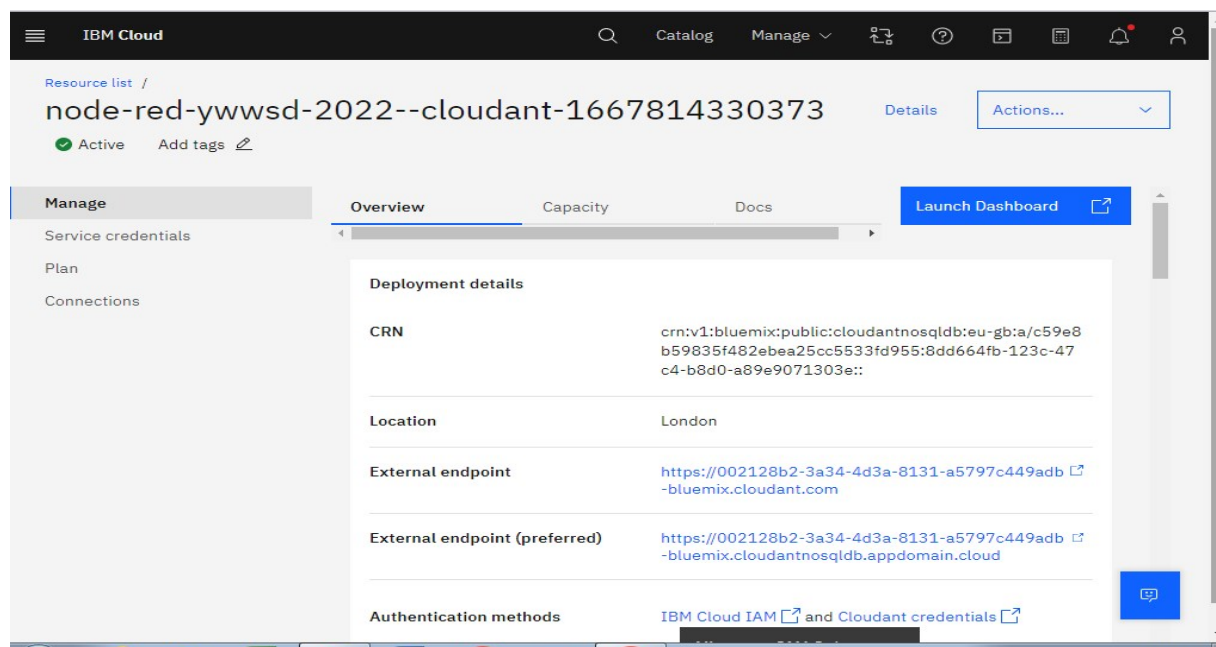 IBM Cloud Catalog Manage
Resource list /
node-red-ywwsd-2022--cloudant-1667814330373 Details Actions...
Active Add tags
Manage
Service credentials
Plan
Connections
Overview Capacity Docs Launch Dashboard
Deployment details
CRN crn:v1:bluemix:public:cloudantnosqldb:eu-gb:a/c59e8
b59835f482ebea25cc5533fd955:8dd664fb-123c-47
c4-b8d0-a89e9071303e::
Location London
External endpoint https://002128b2-3a34-4d3a-8131-a5797c449adb
-bluemix.cloudant.com
External endpoint (preferred) https://002128b2-3a34-4d3a-8131-a5797c449adb
-bluemix.cloudantnosqldb.appdomain.cloud
Authentication methods IBM Cloud IAM and Cloudant credentials